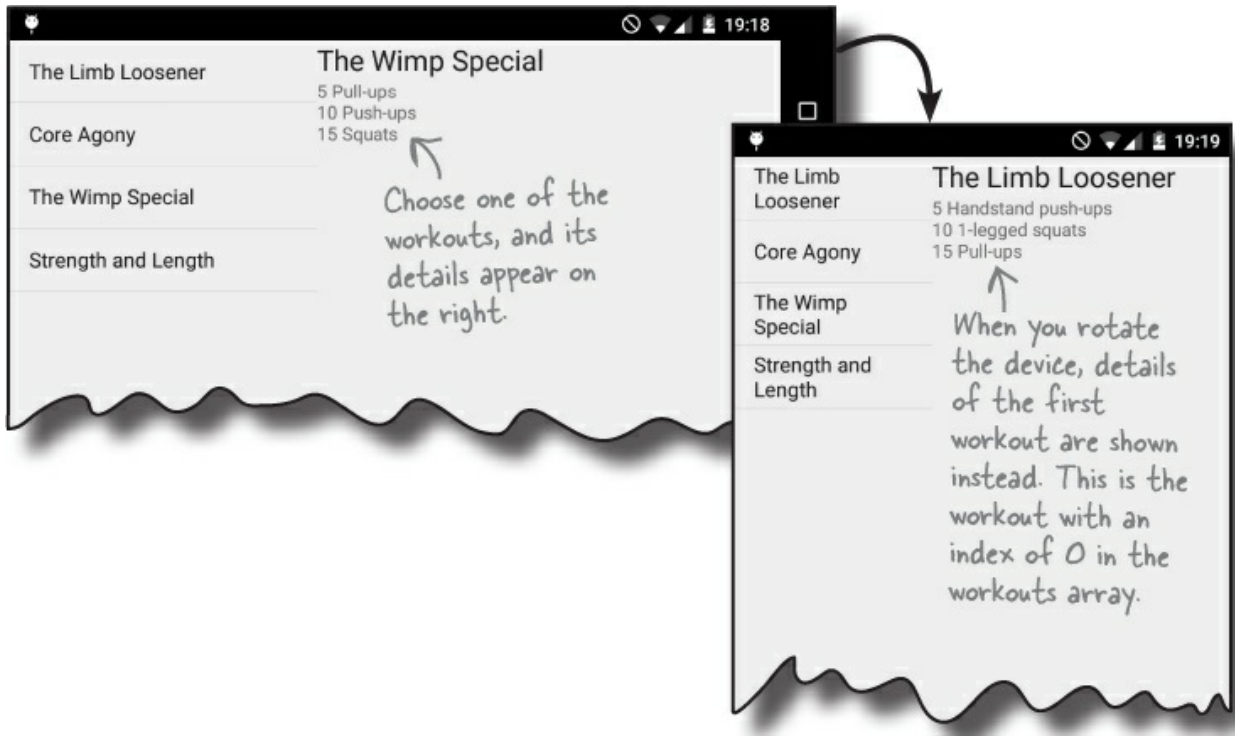 19:18
The Limb Loosener
Core Agony
The Wimp Special
Strength and Length
The Wimp Special
5 Pull-ups
10 Push-ups
15 Squats
Choose one of the
workouts, and its
details appear on
the right.
19:19
The Limb
Loosener
Core Agony
The Wimp
Special
Strength and
Length
The Limb Loosener
5 Handstand push-ups
10 1-legged squats
15 Pull-ups
When you rotate
the device, details
of the first
workout are shown
instead. This is the
workout with an
index of 0 in the
workouts array.